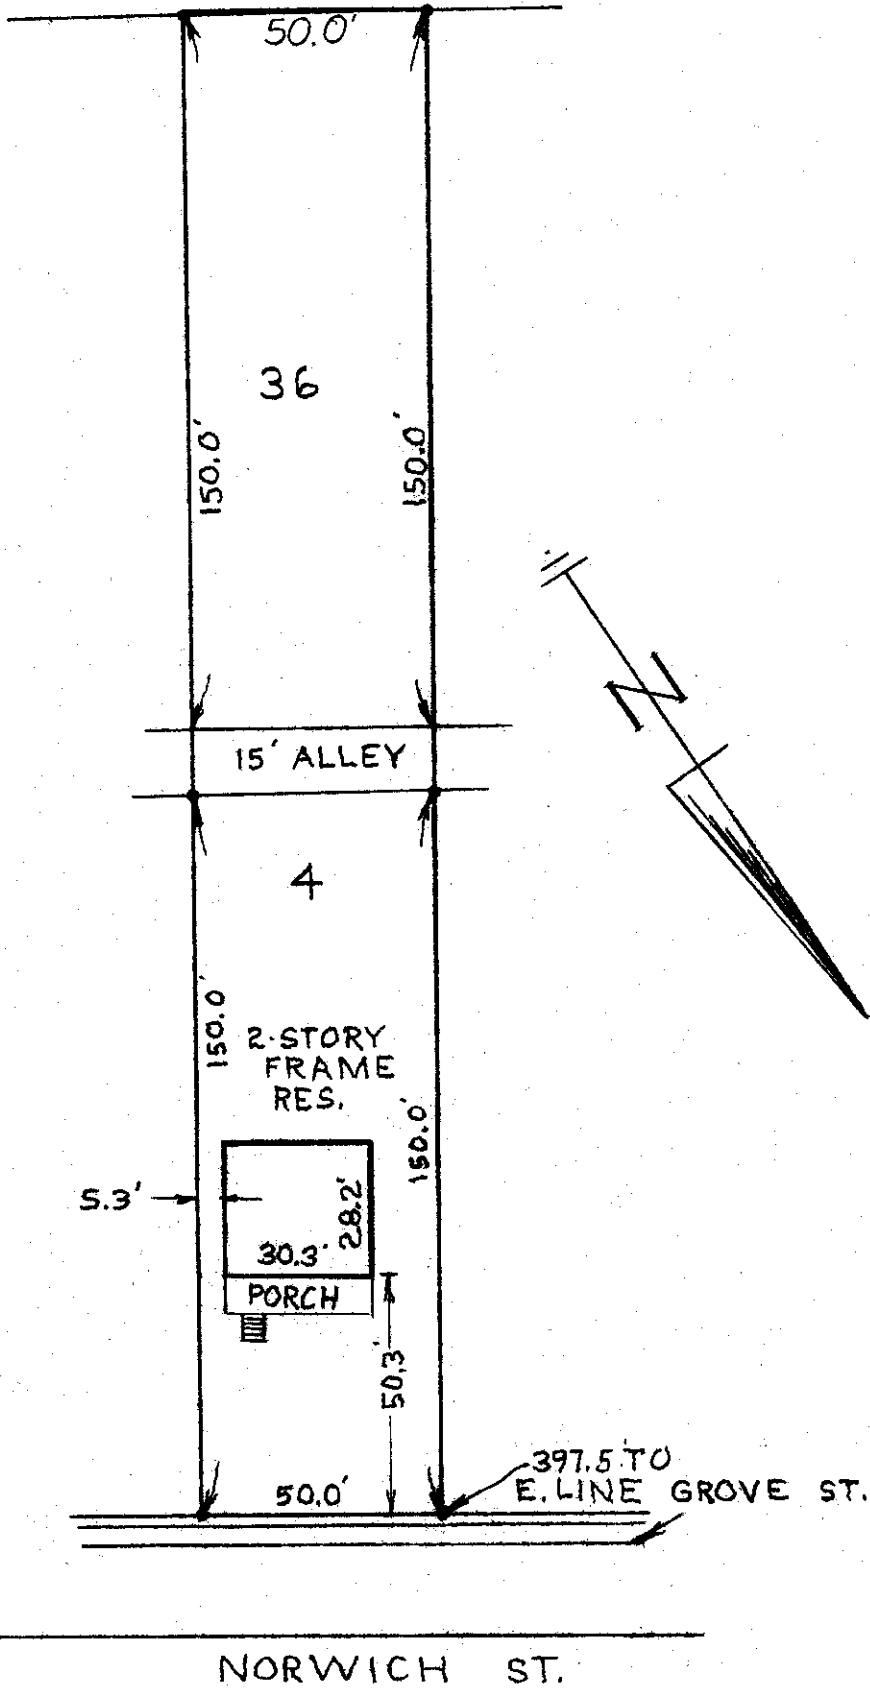 50.0'
36
150.0'
150.0'
N
15' ALLEY
4
150.0'
2-STORY
FRAME
RES.
150.0'
5.3'
28.2'
30.3'
PORCH
50.3'
397.5 TO
E. LINE GROVE ST.
50.0'
NORWICH ST.